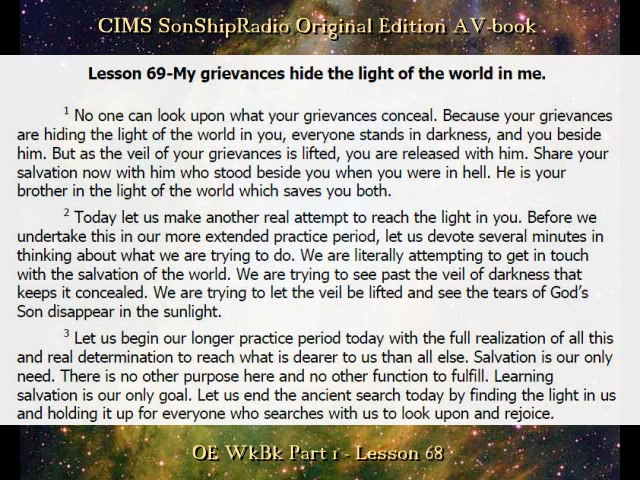 CIMS SonShipRadio Original Edition AV-book
Lesson 69-My grievances hide the light of the world in me.
1 No one can look upon what your grievances conceal. Because your grievances
are hiding the light of the world in you, everyone stands in darkness, and you beside
him. But as the veil of your grievances is lifted, you are released with him. Share your
salvation now with him who stood beside you when you were in hell. He is your
brother in the light of the world which saves you both.
2 Today let us make another real attempt to reach the light in you. Before we
undertake this in our more extended practice period, let us devote several minutes in
thinking about what we are trying to do. We are literally attempting to get in touch
with the salvation of the world. We are trying to see past the veil of darkness that
keeps it concealed. We are trying to let the veil be lifted and see the tears of God's
Son disappear in the sunlight.
3 Let us begin our longer practice period today with the full realization of all this
and real determination to reach what is dearer to us than all else. Salvation is our only
need. There is no other purpose here and no other function to fulfill. Learning
salvation is our only goal. Let us end the ancient search today by finding the light in us
and holding it up for everyone who searches with us to look upon and rejoice.
OE WkBk Part 1 - Lesson 68